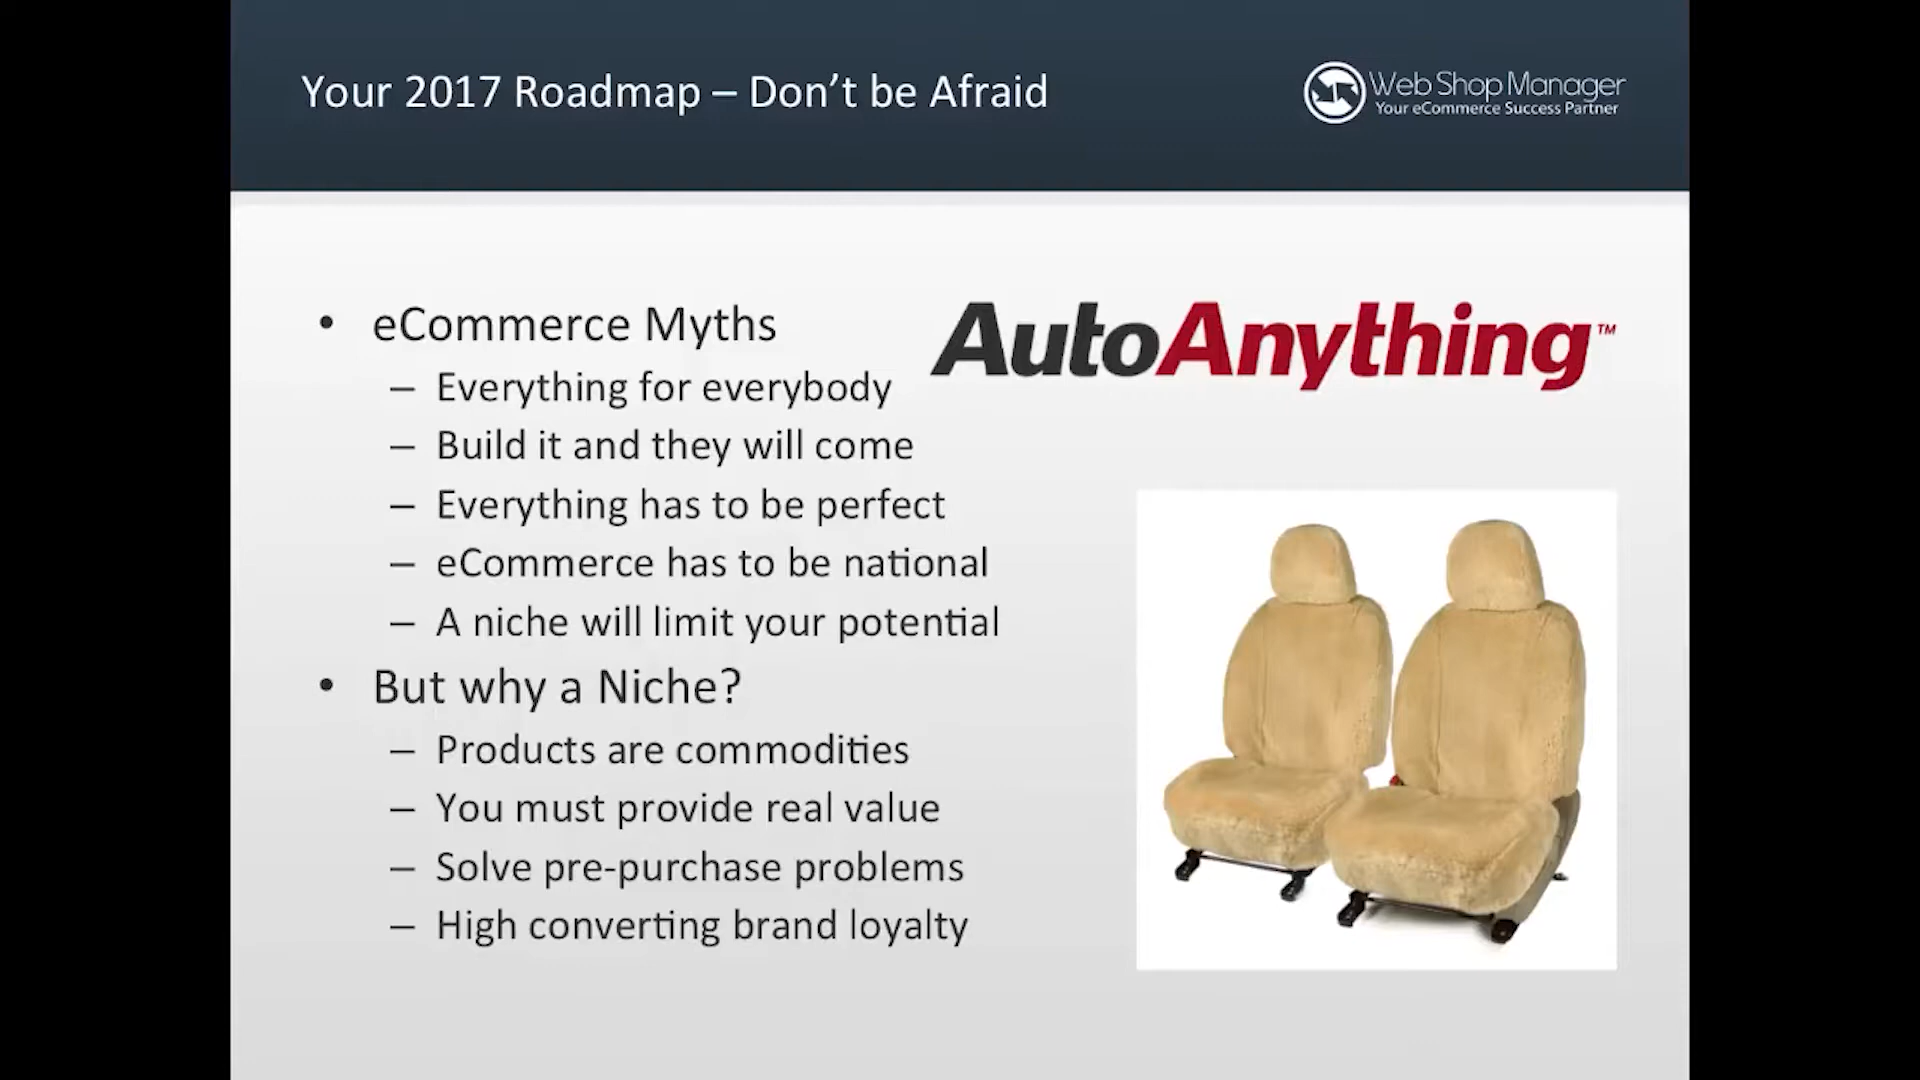 Your 2017 Roadmap – Don't be Afraid
Web Shop Manager
Your eCommerce Success Partner
• eCommerce Myths
– Everything for everybody
– Build it and they will come
– Everything has to be perfect
– eCommerce has to be national
– A niche will limit your potential
• But why a Niche?
– Products are commodities
– You must provide real value
– Solve pre-purchase problems
– High converting brand loyalty
AutoAnything™